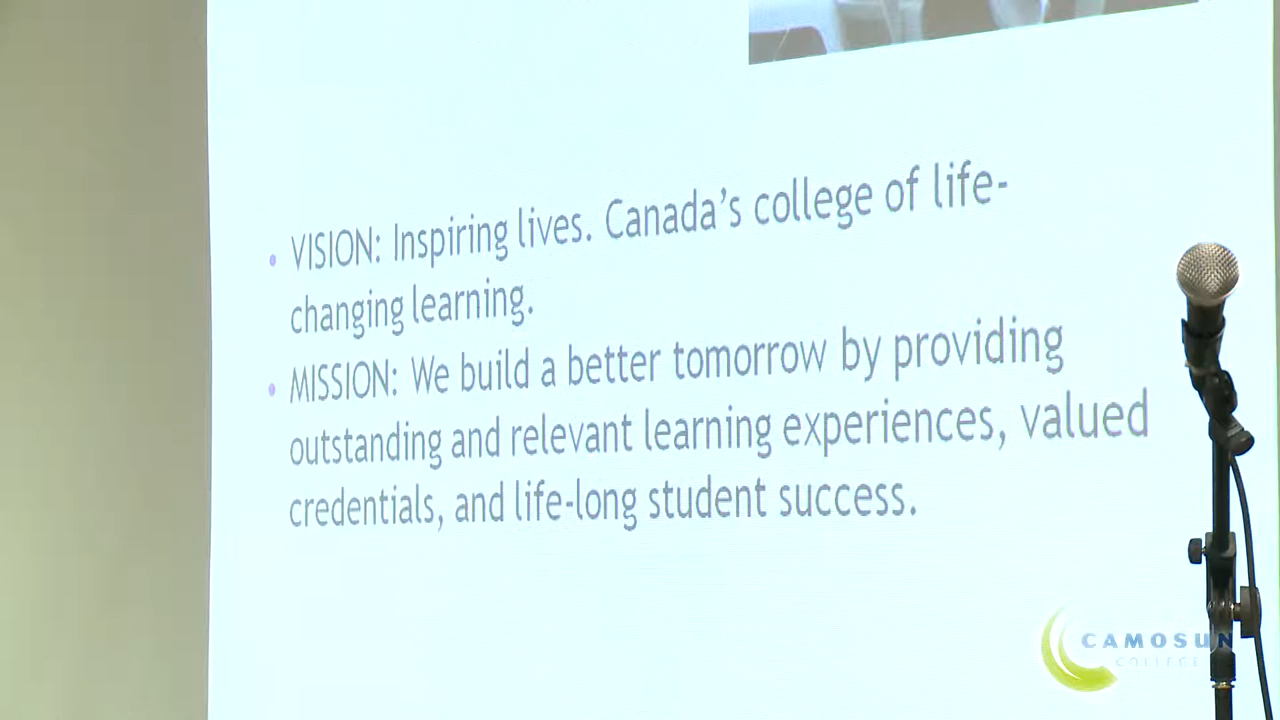 • VISION: Inspiring lives. Canada's college of life-
changing learning.
• MISSION: We build a better tomorrow by providing
outstanding and relevant learning experiences, valued
credentials, and life-long student success.
CAMOSUN
COLLEGE